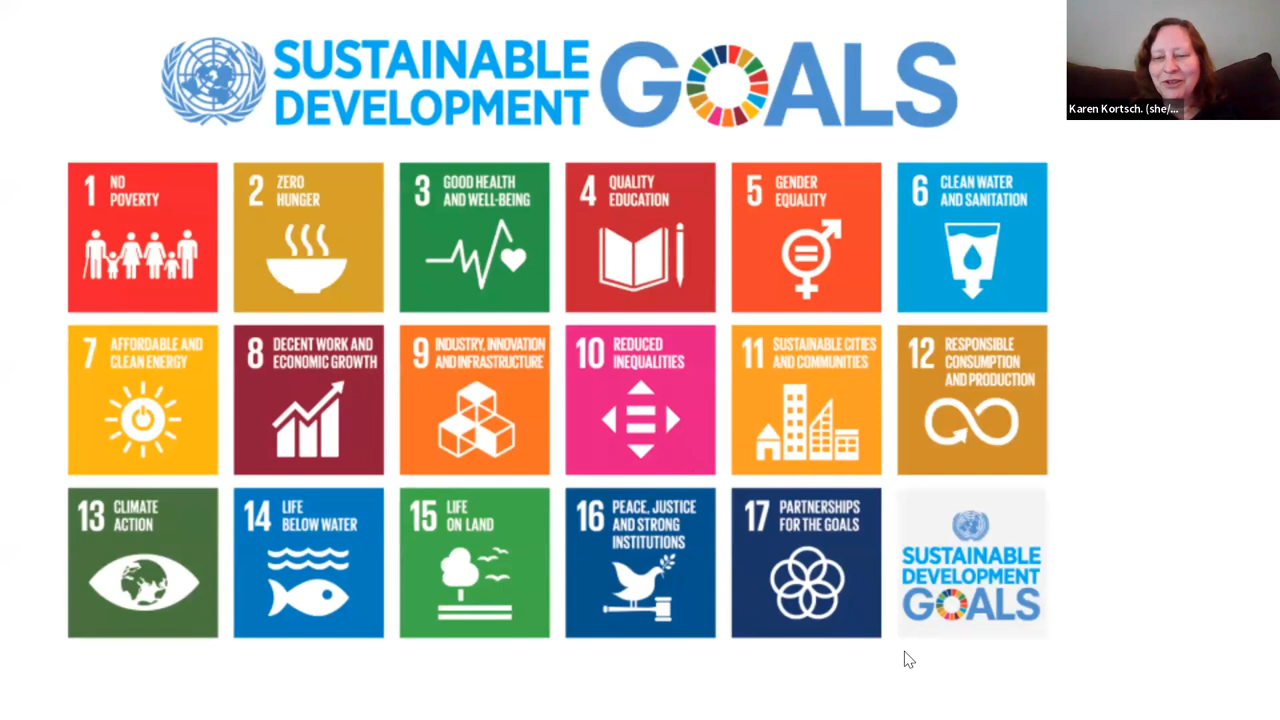 SUSTAINABLE
DEVELOPMENT
GOALS
Karen Kortsch. (she/...
1 NO
POVERTY
2 ZERO
HUNGER
3 GOOD HEALTH
AND WELL-BEING
4 QUALITY
EDUCATION
5 GENDER
EQUALITY
6 CLEAN WATER
AND SANITATION
7 AFFORDABLE AND
CLEAN ENERGY
8 DECENT WORK AND
ECONOMIC GROWTH
9 INDUSTRY, INNOVATION
AND INFRASTRUCTURE
10 REDUCED
INEQUALITIES
11 SUSTAINABLE CITIES
AND COMMUNITIES
12 RESPONSIBLE
CONSUMPTION
AND PRODUCTION
13 CLIMATE
ACTION
14 LIFE
BELOW WATER
15 LIFE
ON LAND
16 PEACE, JUSTICE
AND STRONG
INSTITUTIONS
17 PARTNERSHIPS
FOR THE GOALS
SUSTAINABLE
DEVELOPMENT
GOALS